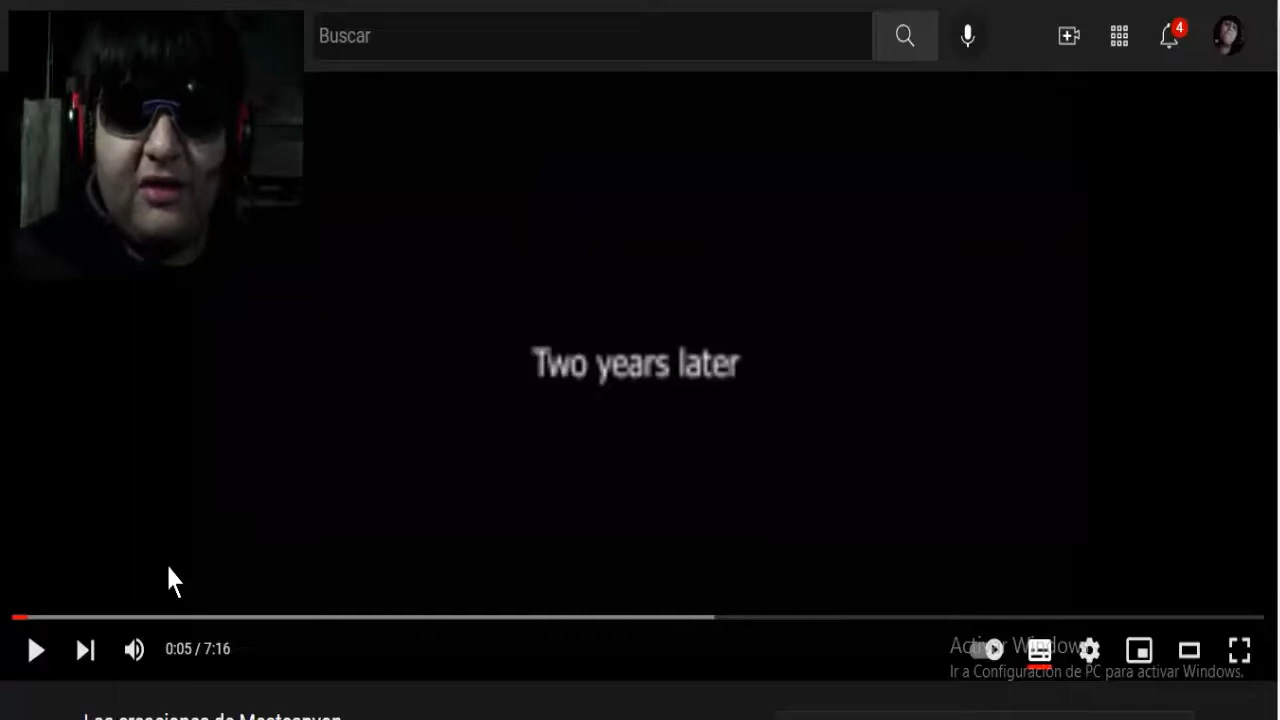 Buscar
4
Two years later
0:05 / 7:16
Activar Windows
Ir a Configuración de PC para activar Windows.